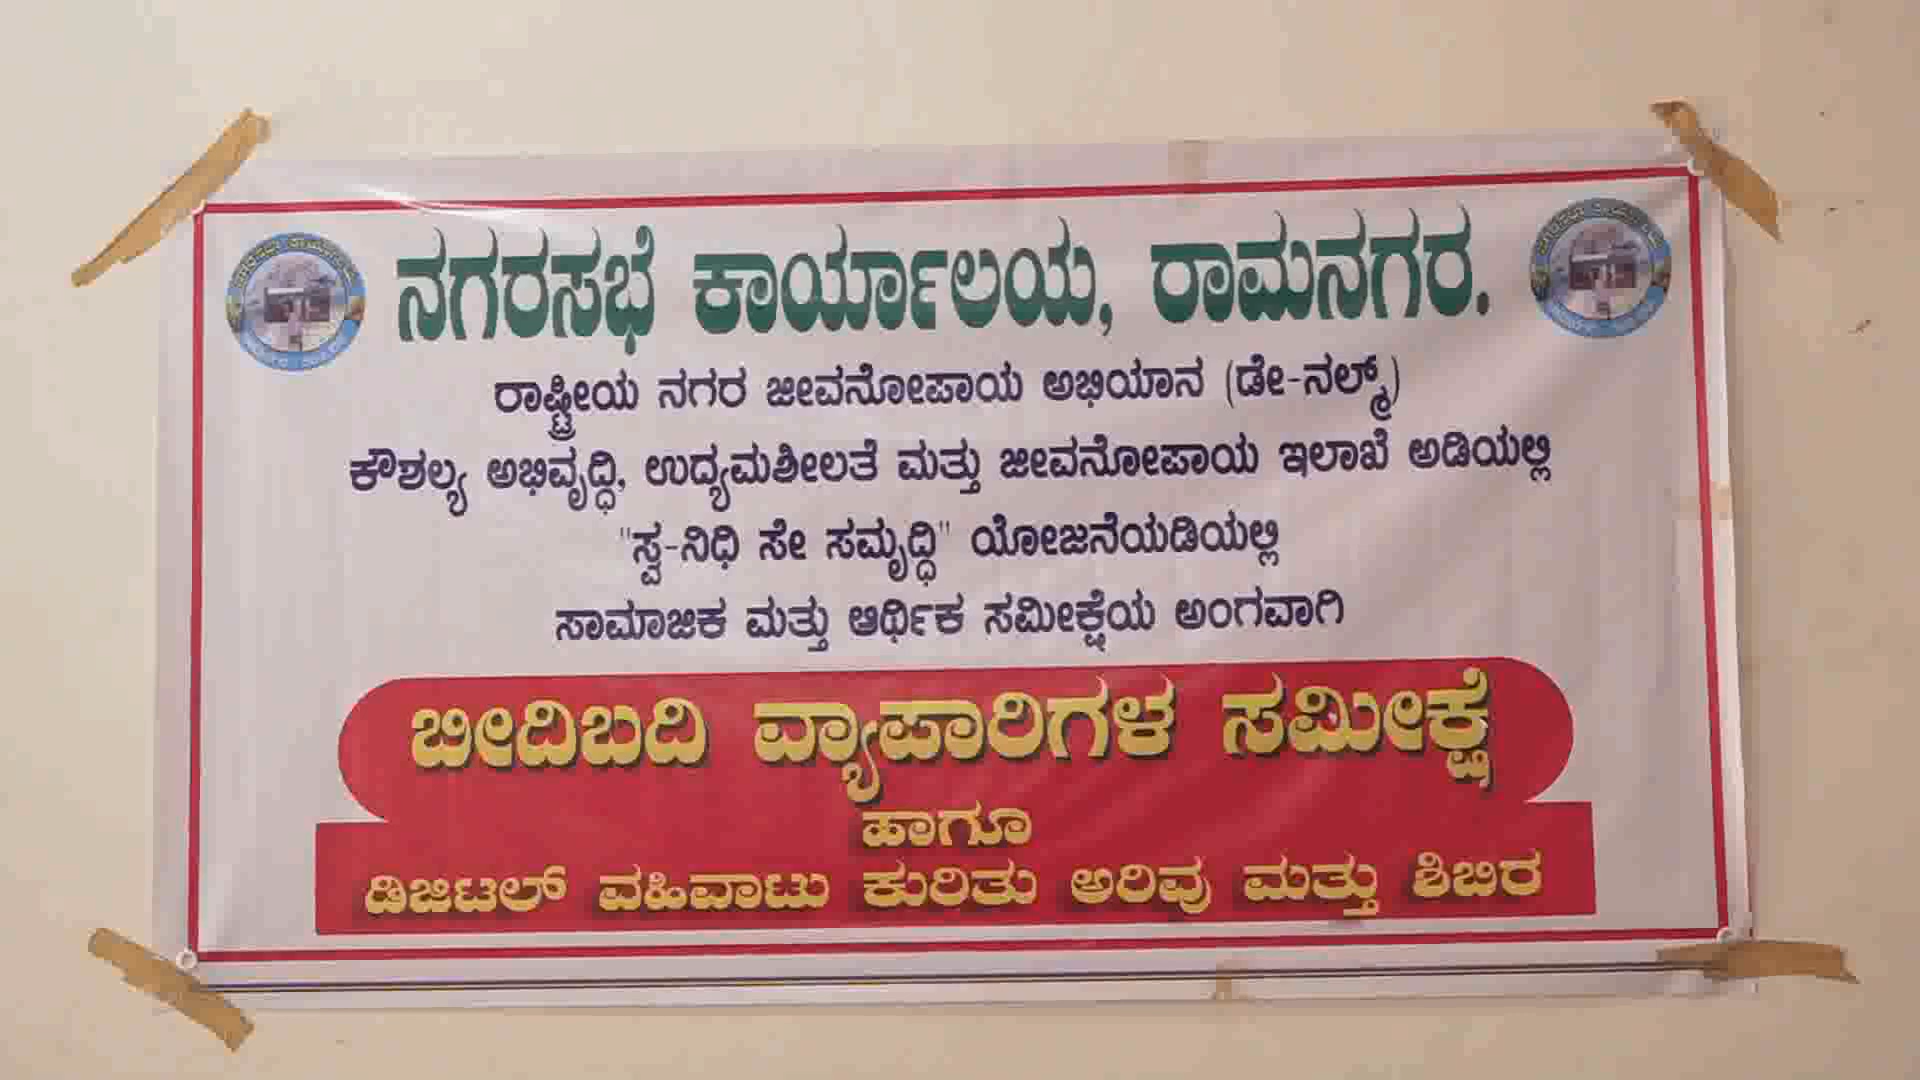 ನಗರಸಭೆ ಕಾರ್ಯಾಲಯ, ರಾಮನಗರ.
ರಾಷ್ಟ್ರೀಯ ನಗರ ಜೀವನೋಪಾಯ ಅಭಿಯಾನ (ಡೇ-ನಲ್ಮ್)
ಕೌಶಲ್ಯ ಅಭಿವೃದ್ಧಿ, ಉದ್ಯಮಶೀಲತೆ ಮತ್ತು ಜೀವನೋಪಾಯ ಇಲಾಖೆ ಅಡಿಯಲ್ಲಿ
"ಸ್ವ-ನಿಧಿ ಸೇ ಸಮೃದ್ಧಿ" ಯೋಜನೆಯಡಿಯಲ್ಲಿ
ಸಾಮಾಜಿಕ ಮತ್ತು ಆರ್ಥಿಕ ಸಮೀಕ್ಷೆಯ ಅಂಗವಾಗಿ
ಬೀದಿಬದಿ ವ್ಯಾಪಾರಿಗಳ ಸಮೀಕ್ಷೆ
ಹಾಗೂ
ಡಿಜಿಟಲ್ ವಹಿವಾಟು ಕುರಿತು ಅರಿವು ಮತ್ತು ಶಿಬಿರ